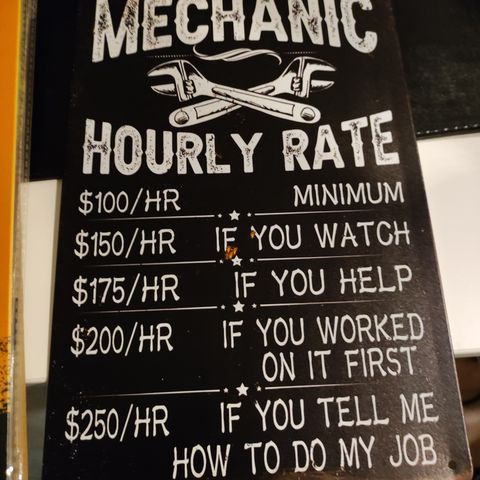 MECHANIC
HOURLY RATE
$100/HR MINIMUM
$150/HR IF YOU WATCH
$175/HR IF YOU HELP
$200/HR IF YOU WORKED
ON IT FIRST
$250/HR IF YOU TELL ME
HOW TO DO MY JOB